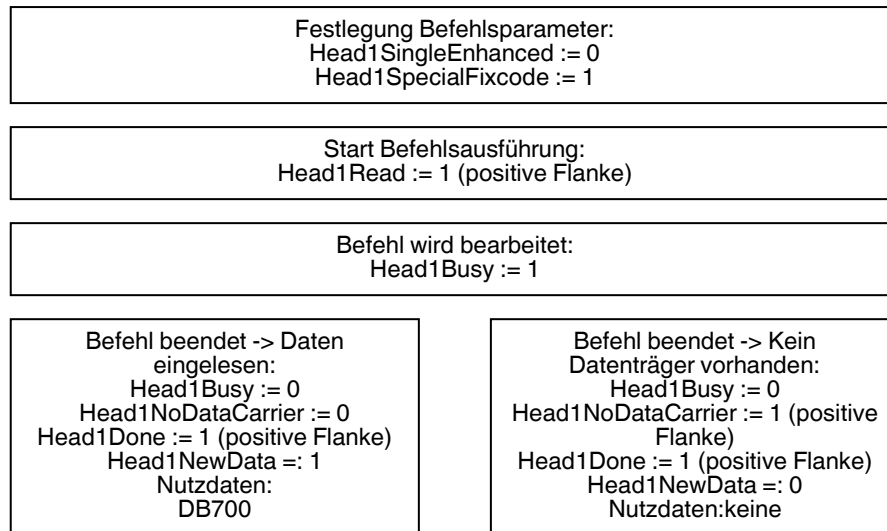 Festlegung Befehlsparameter:
Head1SingleEnhanced := 0
Head1SpecialFixcode := 1
Start Befehlsausführung:
Head1Read := 1 (positive Flanke)
Befehl wird bearbeitet:
Head1Busy := 1
Befehl beendet -> Daten
eingelesen:
Head1Busy := 0
Head1NoDataCarrier := 0
Head1Done := 1 (positive Flanke)
Head1NewData =: 1
Nutzdaten:
DB700
Befehl beendet -> Kein
Datenträger vorhanden:
Head1Busy := 0
Head1NoDataCarrier := 1 (positive
Flanke)
Head1Done := 1 (positive Flanke)
Head1NewData =: 0
Nutzdaten:keine